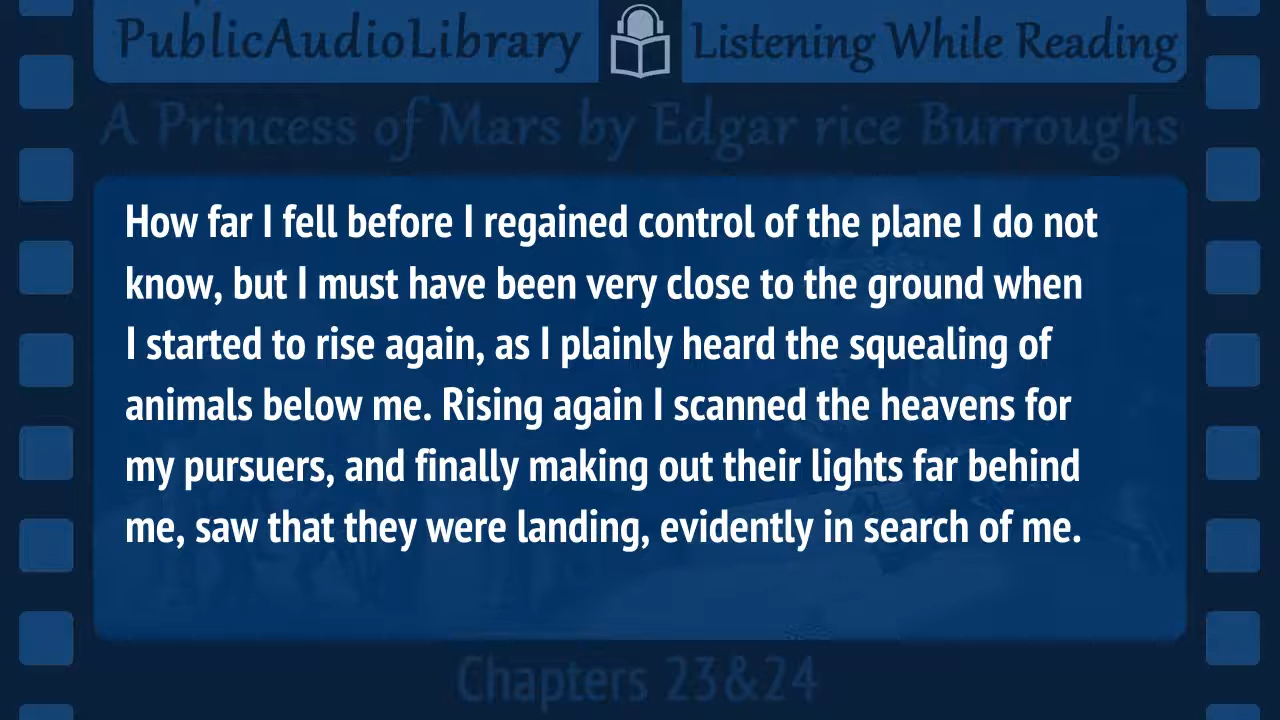 PublicAudioLibrary Listening While Reading
A Princess of Mars by Edgar rice Burroughs
How far I fell before I regained control of the plane I do not
know, but I must have been very close to the ground when
I started to rise again, as I plainly heard the squealing of
animals below me. Rising again I scanned the heavens for
my pursuers, and finally making out their lights far behind
me, saw that they were landing, evidently in search of me.
Chapters 23&24